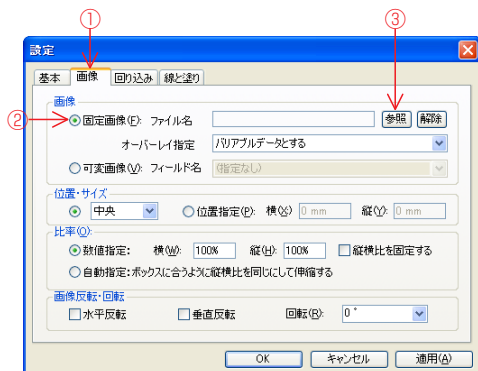 ① ③
設定
基本 画像 回り込み 線と塗り
画像
② 固定画像(F): ファイル名 参照 解除
オーバーレイ指定 バリアブルデータとする
可変画像(V): フィールド名 (指定なし)
位置・サイズ
中央 位置指定(P): 横(X) 0 mm 縦(Y): 0 mm
比率(O):
数値指定: 横(W): 100% 縦(H): 100% 縦横比を固定する
自動指定:ボックスに合うように縦横比を同じにして伸縮する
画像反転・回転
水平反転 垂直反転 回転(R): 0 °
OK キャンセル 適用(A)